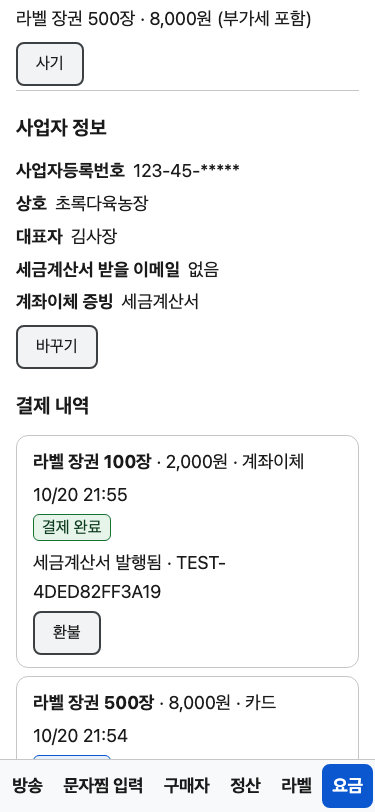 라벨 장권 500장 · 8,000원 (부가세 포함)
사기
사업자 정보
사업자등록번호 123-45-*****
상호 초록다육농장
대표자 김사장
세금계산서 받을 이메일 없음
계좌이체 증빙 세금계산서
바꾸기
결제 내역
라벨 장권 100장 · 2,000원 · 계좌이체
10/20 21:55
결제 완료
세금계산서 발행됨 · TEST-
4DED82FF3A19
환불
라벨 장권 500장 · 8,000원 · 카드
10/20 21:54
방송 문자찜 입력 구매자 정산 라벨 요금